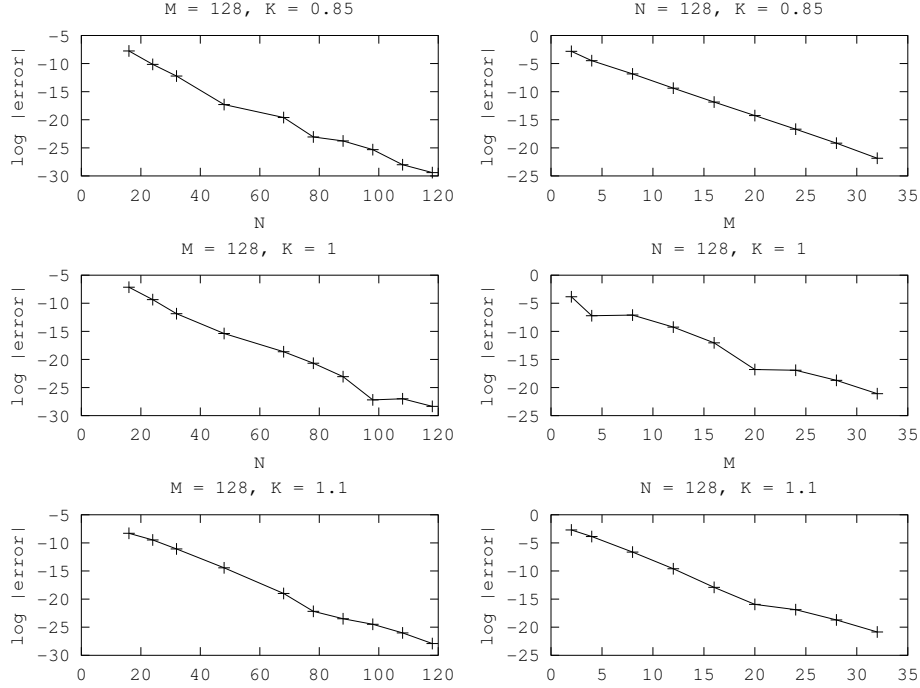 M = 128, K = 0.85
log |error|
−5
−10
−15
−20
−25
−30
0 20 40 60 80 100 120
N
N = 128, K = 0.85
log |error|
0
−5
−10
−15
−20
−25
0 5 10 15 20 25 30 35
M
M = 128, K = 1
log |error|
−5
−10
−15
−20
−25
−30
0 20 40 60 80 100 120
N
N = 128, K = 1
log |error|
0
−5
−10
−15
−20
−25
0 5 10 15 20 25 30 35
M
M = 128, K = 1.1
log |error|
−5
−10
−15
−20
−25
−30
0 20 40 60 80 100 120
N = 128, K = 1.1
log |error|
0
−5
−10
−15
−20
−25
0 5 10 15 20 25 30 35